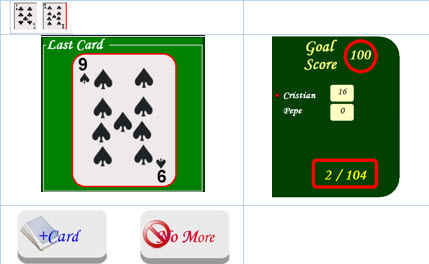 Last Card
9
6
Goal
Score
100
Cristian
16
Pepe
0
2 / 104
+Card
No More